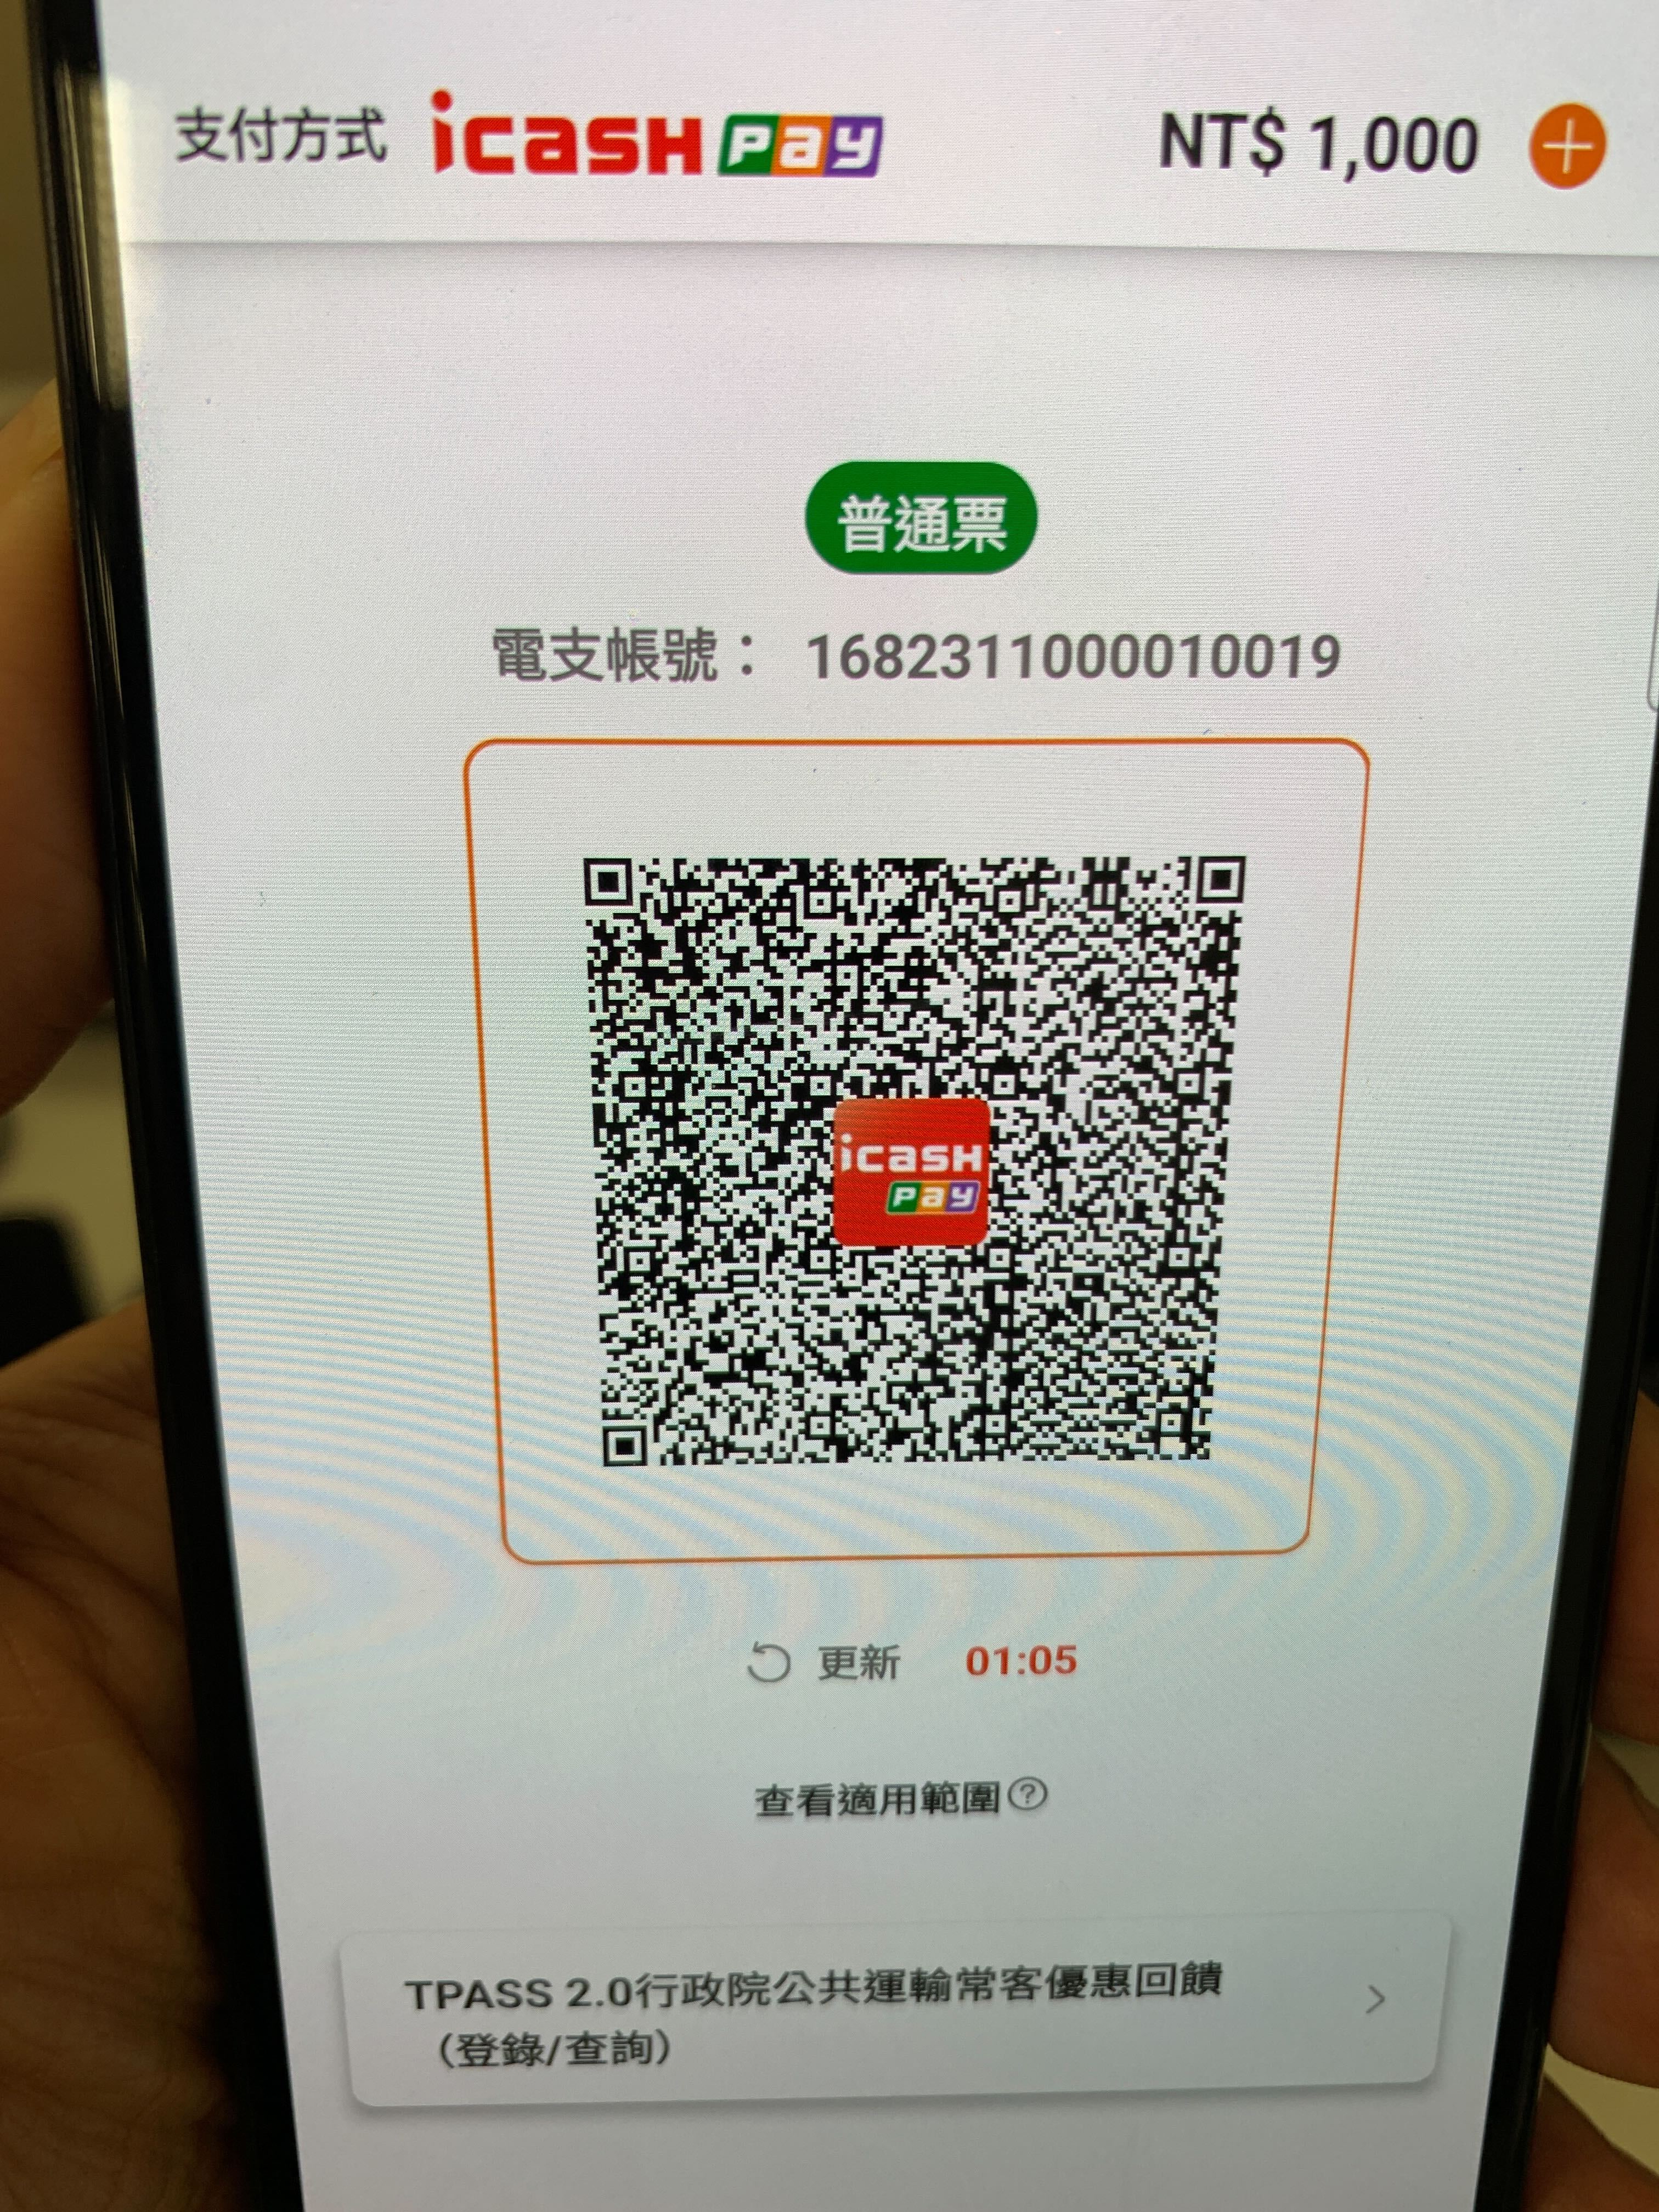 支付方式 icash pay NT$ 1,000
普通票
電支帳號： 1682311000010019
icash
pay
更新 01:05
查看適用範圍?
TPASS 2.0行政院公共運輸常客優惠回饋
（登錄/查詢）